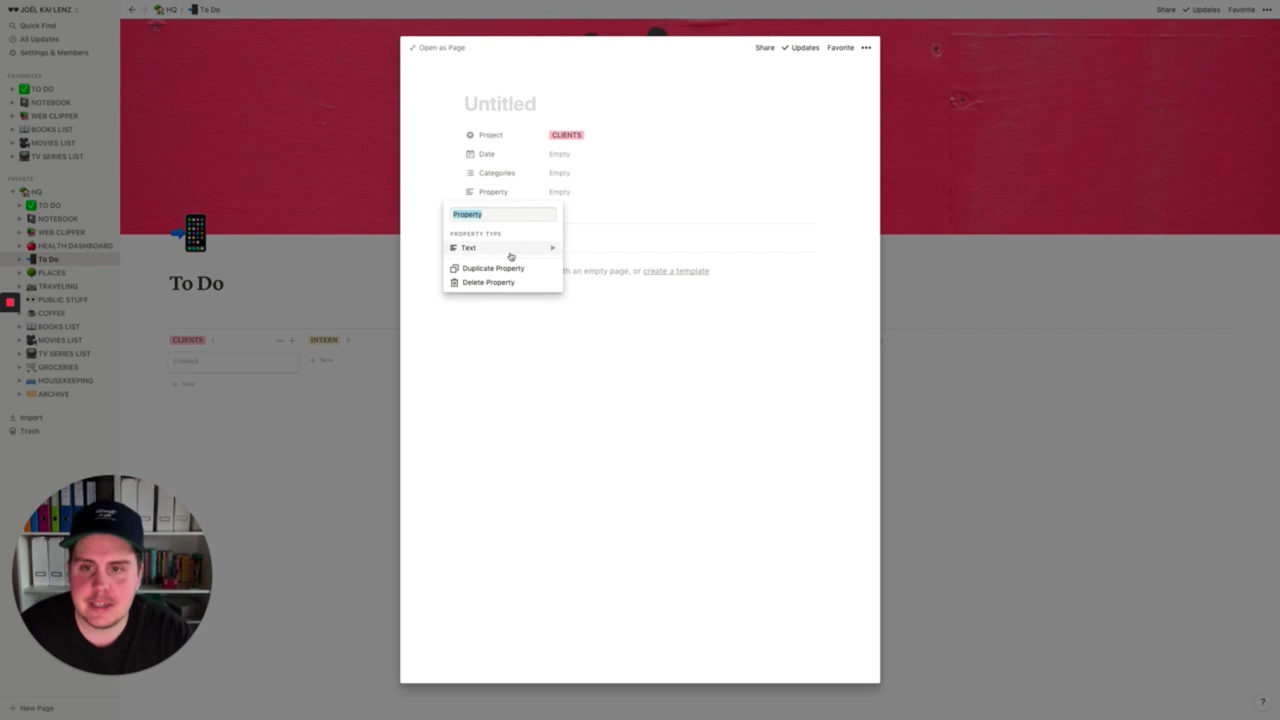 JOËL KAI LENZ
HQ / To Do
Share Updates Favorite
Quick Find
All Updates
Settings & Members
FAVORITES
TO DO
NOTEBOOK
WEB CLIPPER
BOOKS LIST
MOVIES LIST
TV SERIES LIST
PRIVATE
HQ
TO DO
NOTEBOOK
WEB CLIPPER
HEALTH DASHBOARD
To Do
PLACES
TRAVELING
PUBLIC STUFF
COFFEE
BOOKS LIST
MOVIES LIST
TV SERIES LIST
GROCERIES
HOUSEKEEPING
ARCHIVE
Import
Trash
New Page
To Do
CLIENTS 1
INTERN 0
Untitled
+ New
+ New
Open as Page
Share Updates Favorite
Untitled
Project CLIENTS
Date Empty
Categories Empty
Property Empty
Property
PROPERTY TYPE
Text
Duplicate Property
Delete Property
th an empty page, or create a template
?